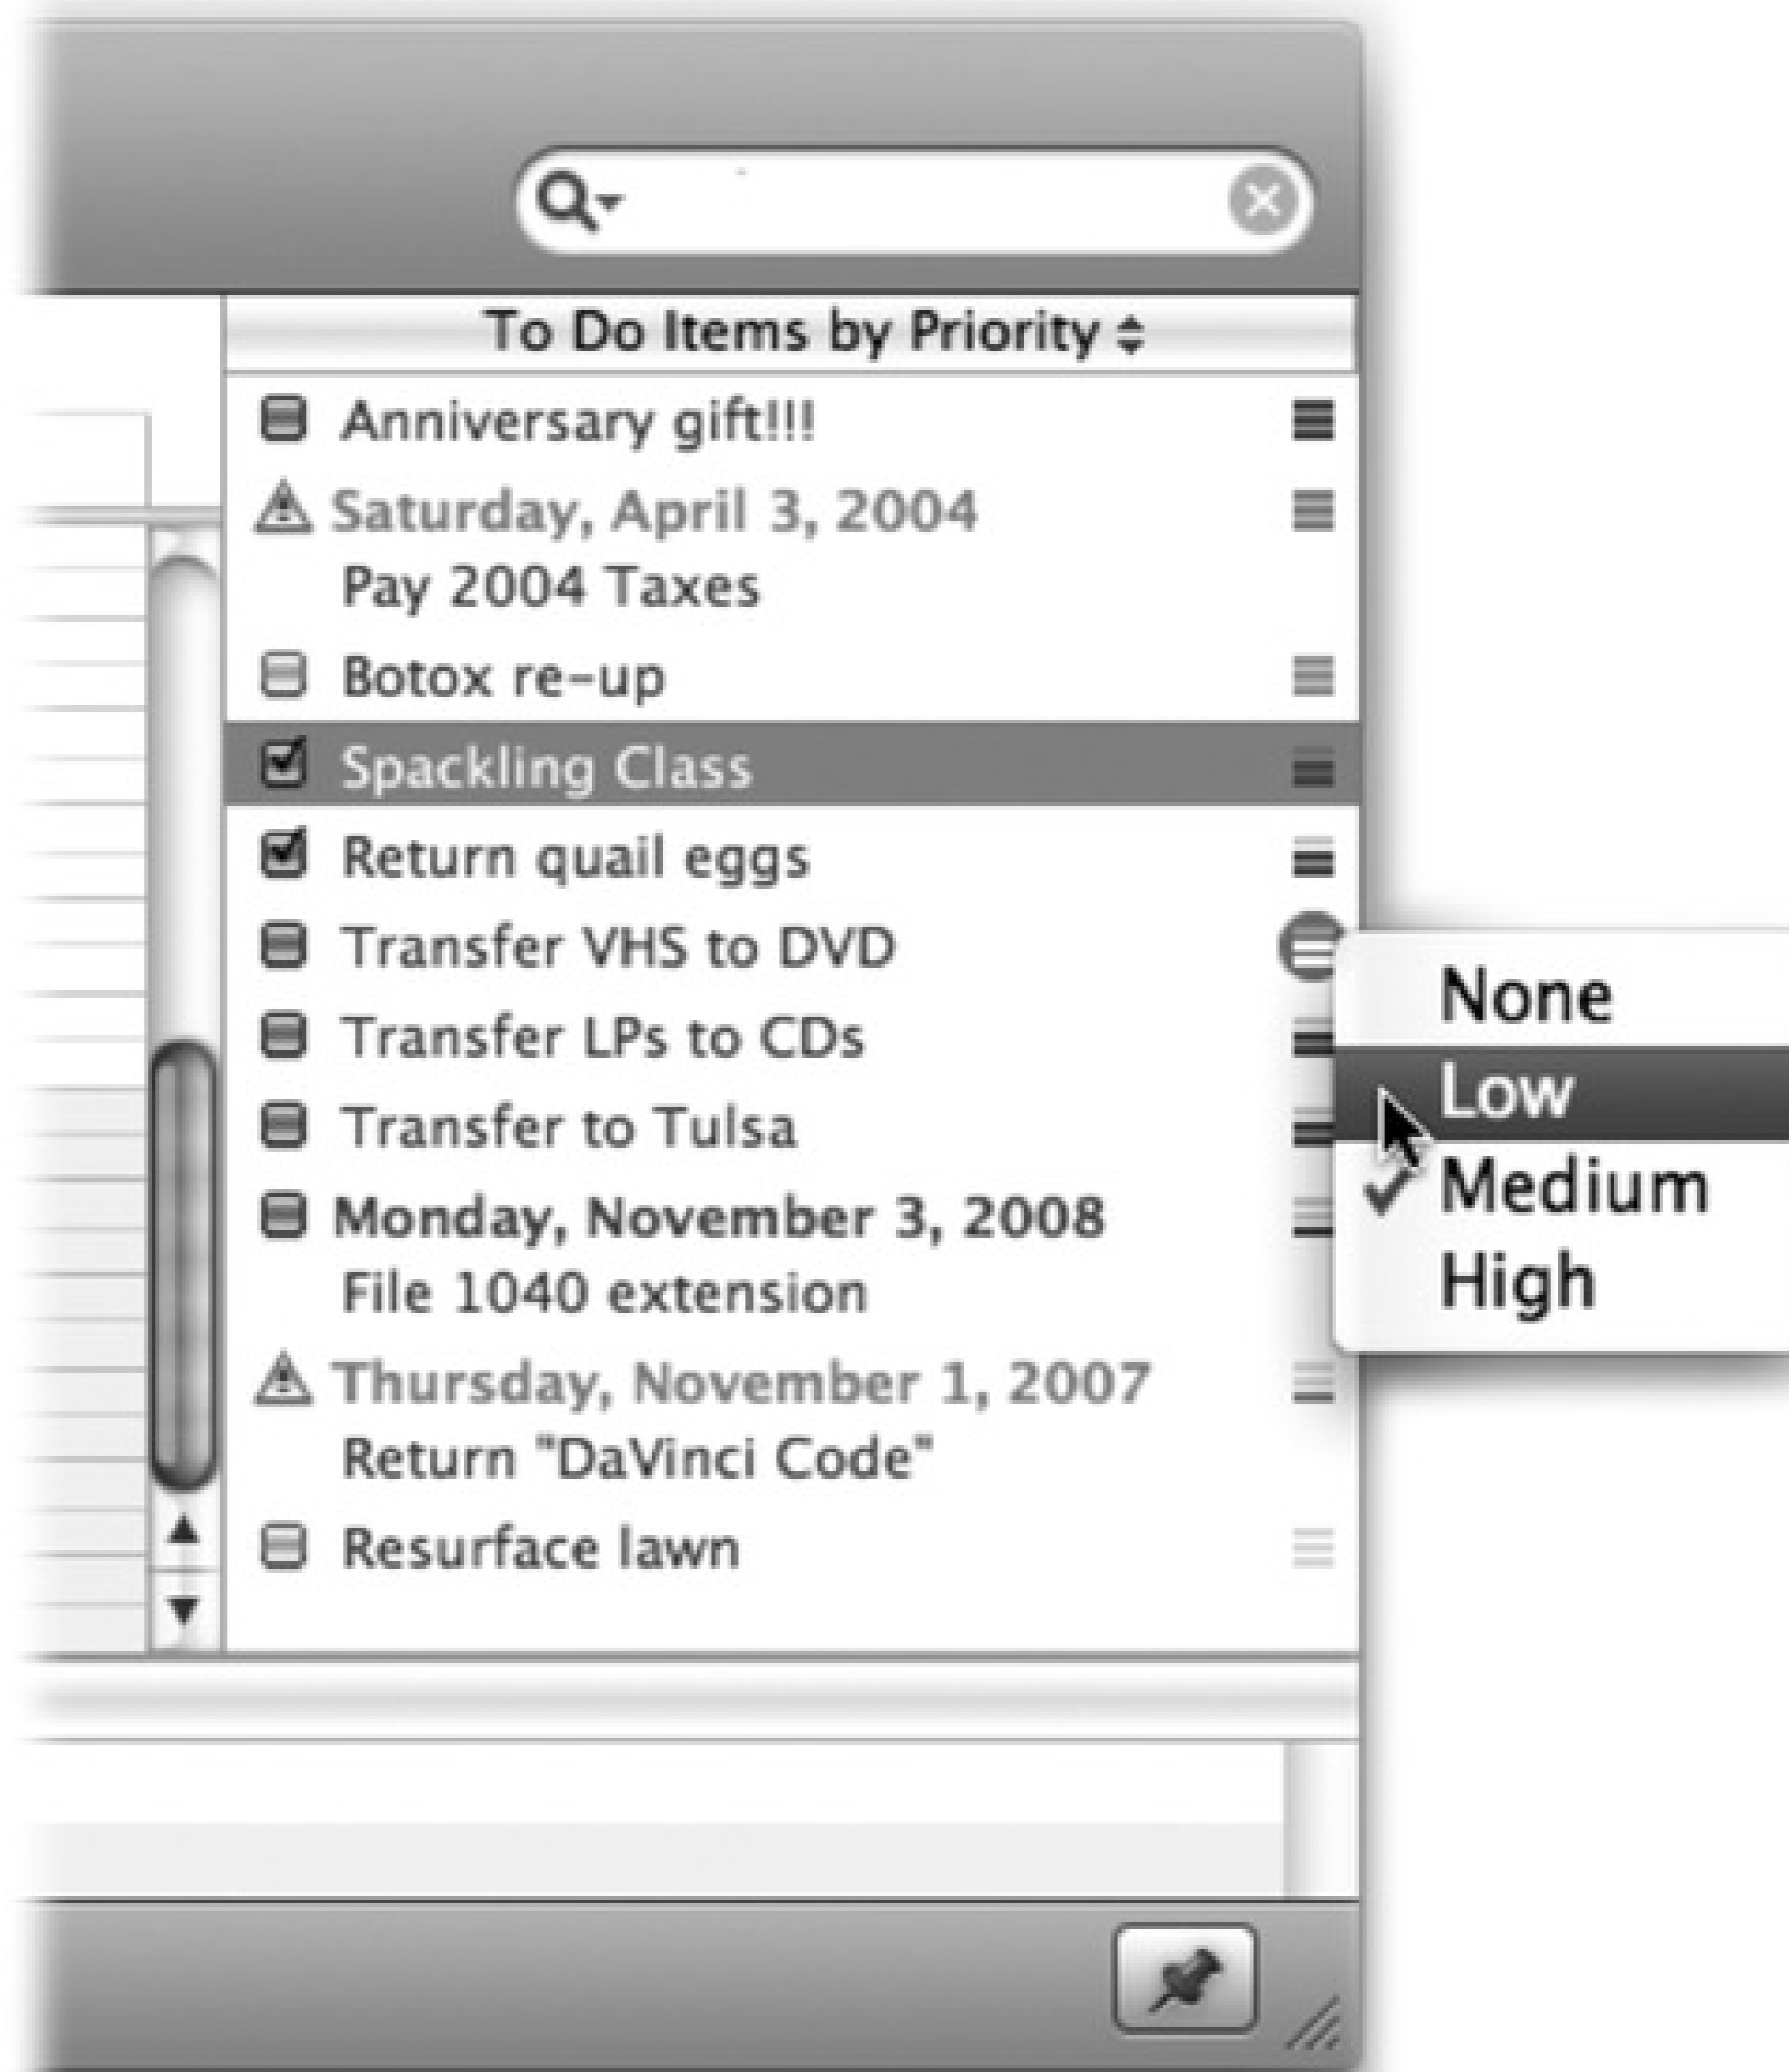 To Do Items by Priority
Anniversary gift!!!
Saturday, April 3, 2004
Pay 2004 Taxes
Botox re-up
Spackling Class
Return quail eggs
Transfer VHS to DVD
Transfer LPs to CDs
Transfer to Tulsa
Monday, November 3, 2008
File 1040 extension
Thursday, November 1, 2007
Return "DaVinci Code"
Resurface lawn
None
Low
Medium
High